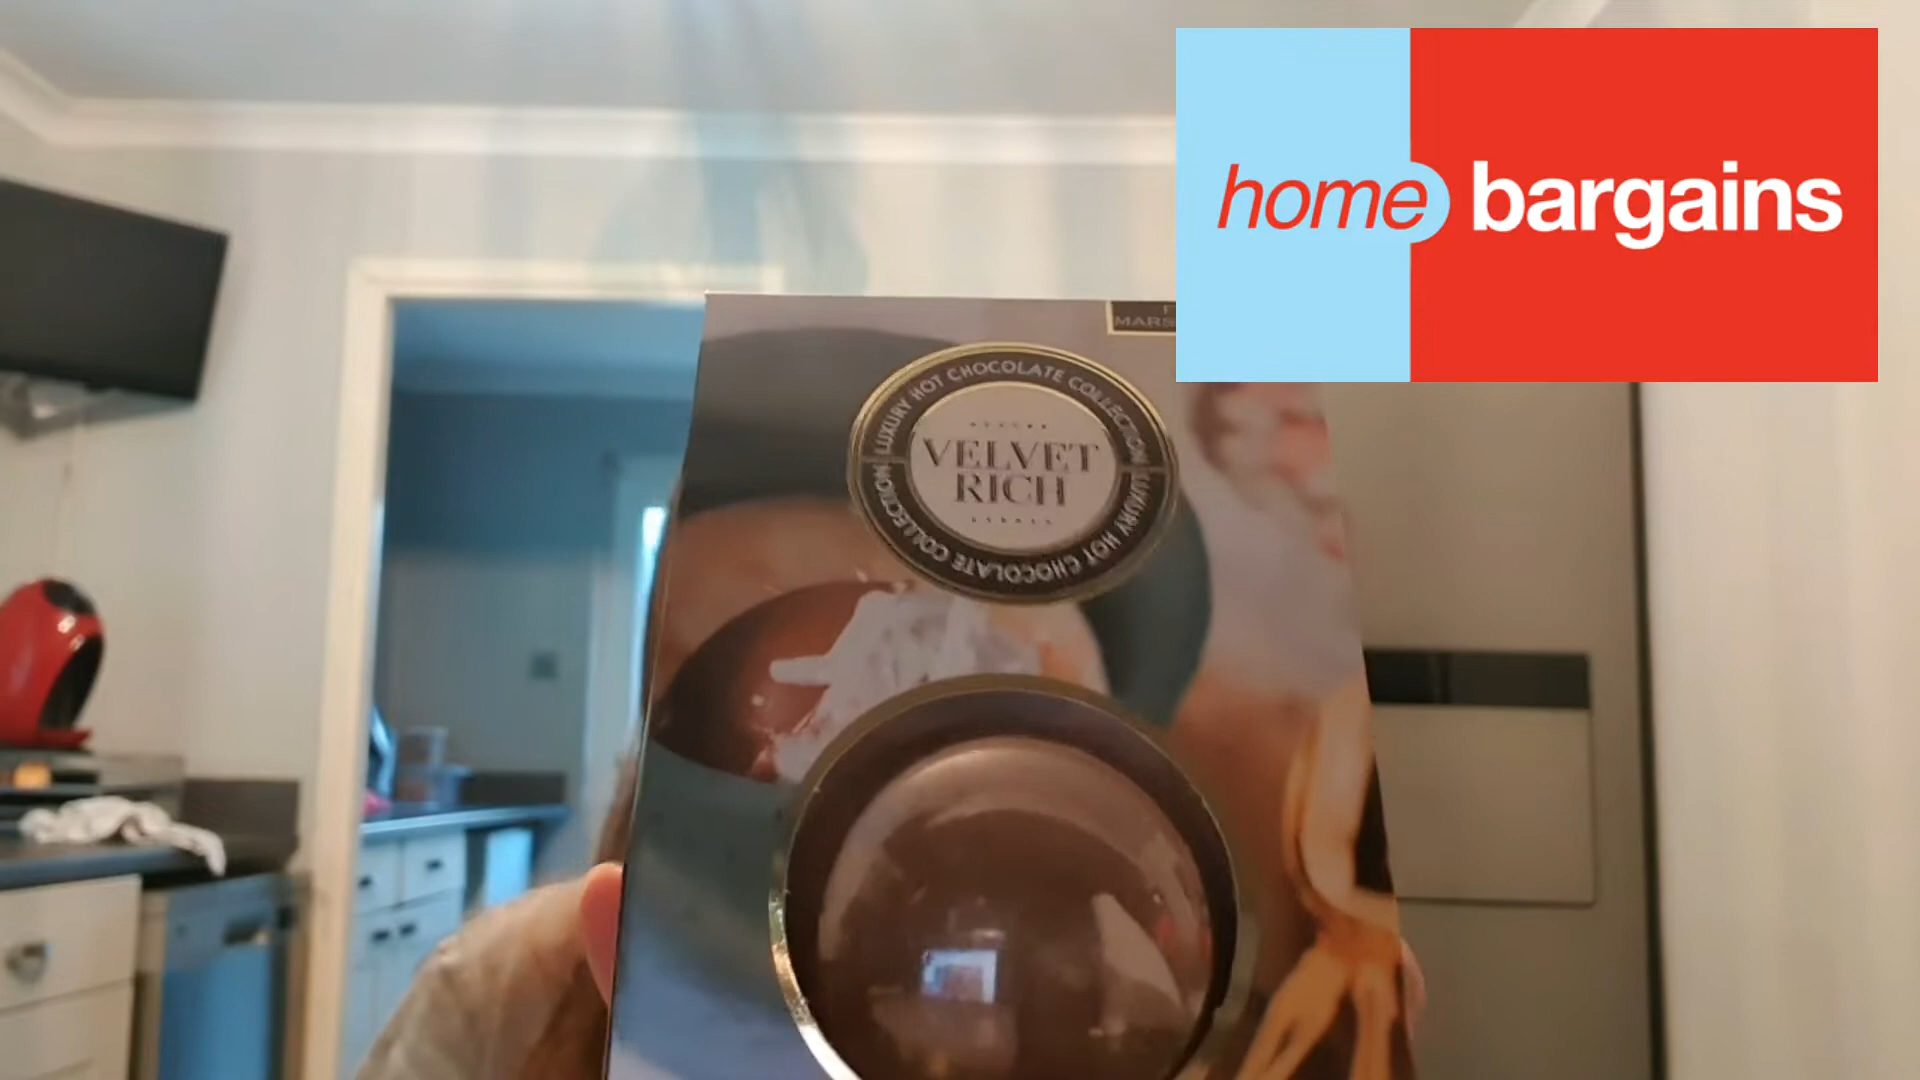 home bargains
LUXURY HOT CHOCOLATE COLLECTION
VELVET
RICH
LUXURY HOT CHOCOLATE COLLECTION